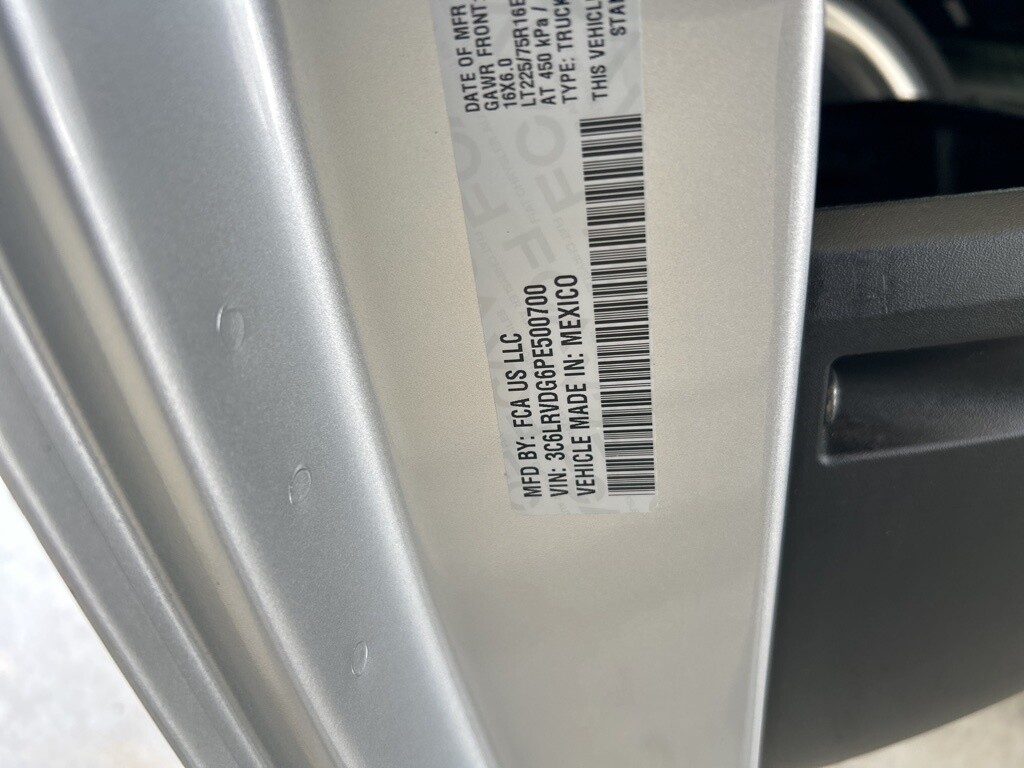 MFD BY: FCA US LLC
VIN: 3C6LRVDG6PE500700
VEHICLE MADE IN: MEXICO
DATE OF MFR
GAWR FRONT:
16X6.0
LT225/75R16E
AT 450 kPa/
TYPE: TRUCK
THIS VEHICLE